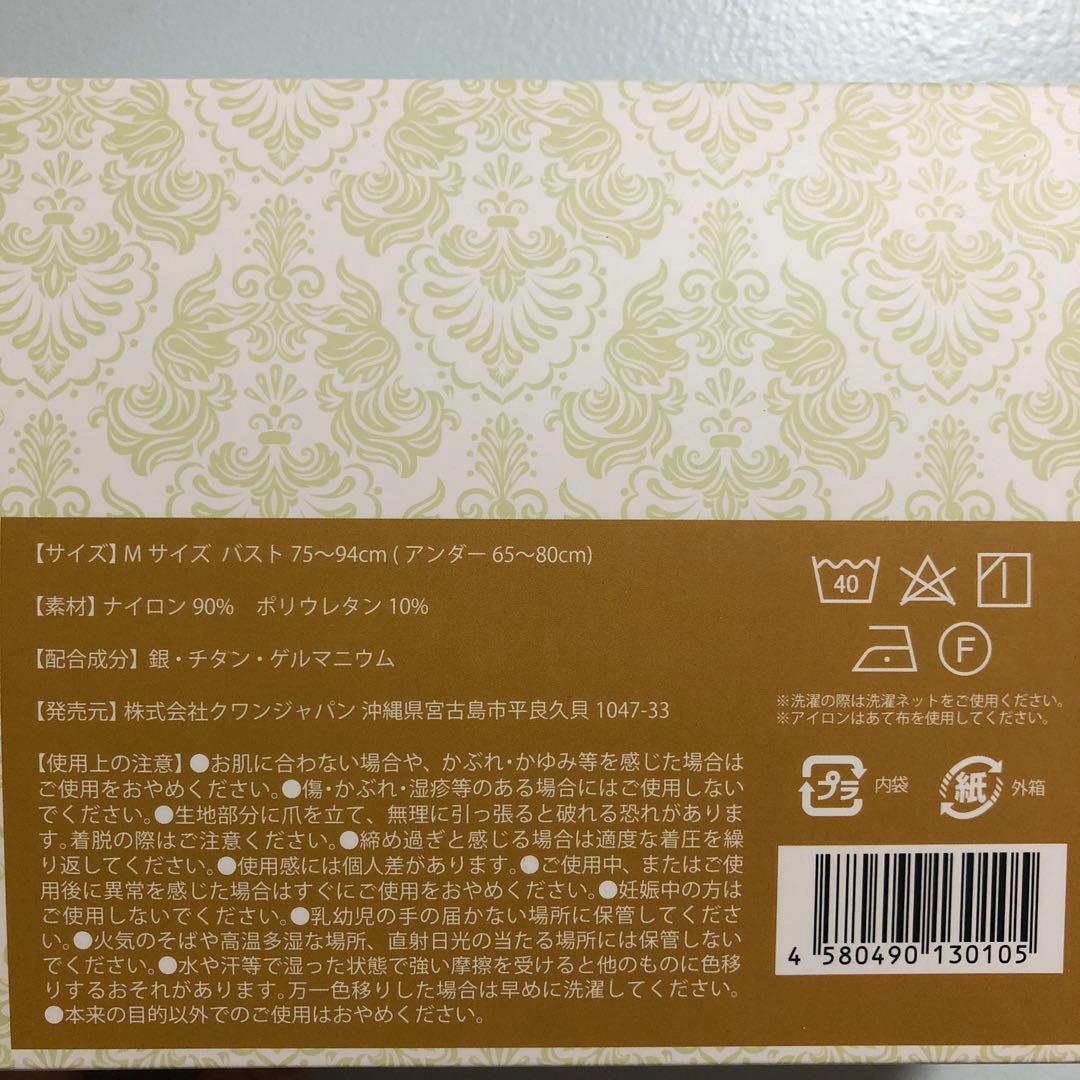 【サイズ】Mサイズ バスト 75〜94cm ( アンダー 65〜80cm)
【素材】ナイロン 90% ポリウレタン 10%
【配合成分】銀・チタン・ゲルマニウム
【発売元】株式会社クワンジャパン 沖縄県宮古島市平良久貝 1047-33
【使用上の注意】●お肌に合わない場合や、かぶれ・かゆみ等を感じた場合は
ご使用をおやめください。●傷・かぶれ・湿疹等のある場合にはご使用しない
でください。●生地部分に爪を立て、無理に引っ張ると破れる恐れがありま
す。着脱の際はご注意ください。●締め過ぎと感じる場合は適度な着圧を繰
り返してください。●使用感には個人差があります。●ご使用中、またはご使
用後に異常を感じた場合はすぐにご使用をおやめください。●妊娠中の方は
ご使用しないでください。●乳幼児の手の届かない場所に保管してくださ
い。●火気のそばや高温多湿な場所、直射日光の当たる場所には保管しない
でください。●水や汗等で湿った状態で強い摩擦を受けると他のものに色移
りするおそれがあります。万一色移りした場合は早めに洗濯してください。
●本来の目的以外でのご使用はおやめください。
40
F
※洗濯の際は洗濯ネットをご使用ください。
※アイロンはあて布を使用してください。
プラ 内袋 紙 外箱
4 580490 130105